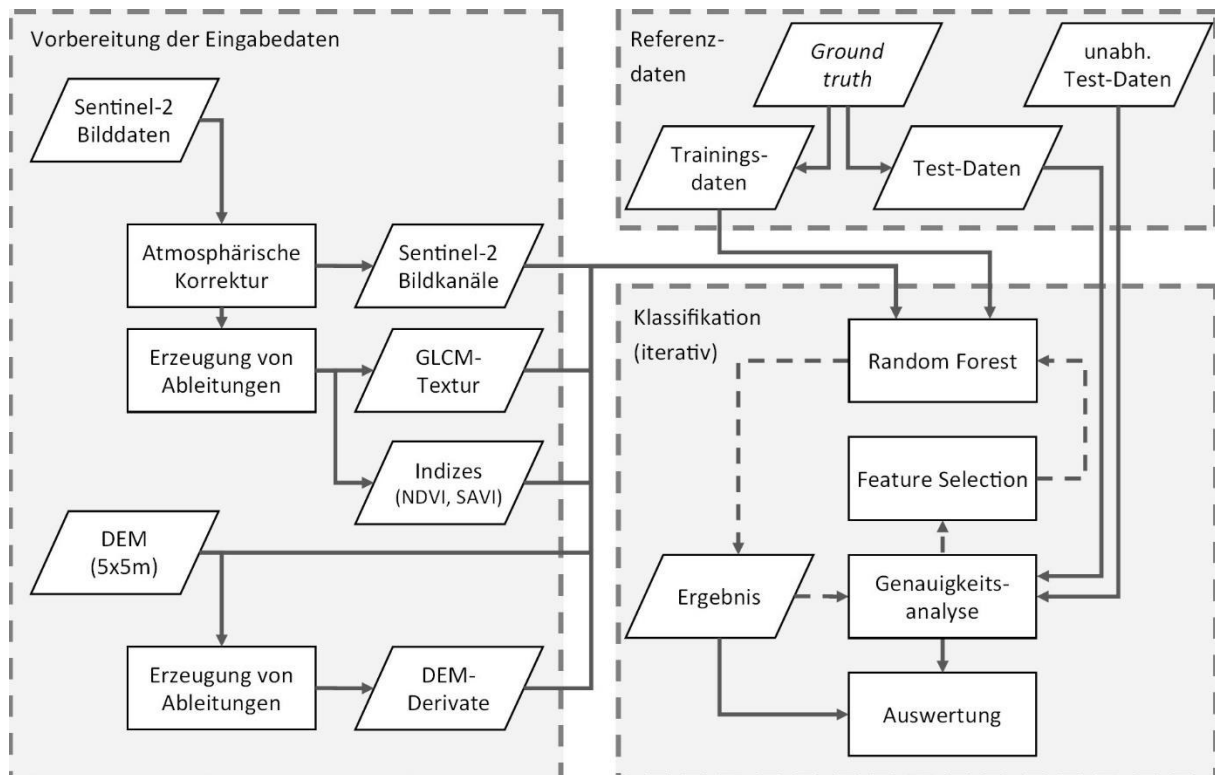 Vorbereitung der Eingabedaten
Sentinel-2
Bilddaten
Atmosphärische
Korrektur
Sentinel-2
Bildkanäle
Erzeugung von
Ableitungen
GLCM-
Textur
Indizes
(NDVI, SAVI)
DEM
(5x5m)
Erzeugung von
Ableitungen
DEM-
Derivate
Referenz-
daten
Ground
truth
unabh.
Test-Daten
Trainings-
daten
Test-Daten
Klassifikation
(iterativ)
Random Forest
Feature Selection
Ergebnis
Genauigkeits-
analyse
Auswertung